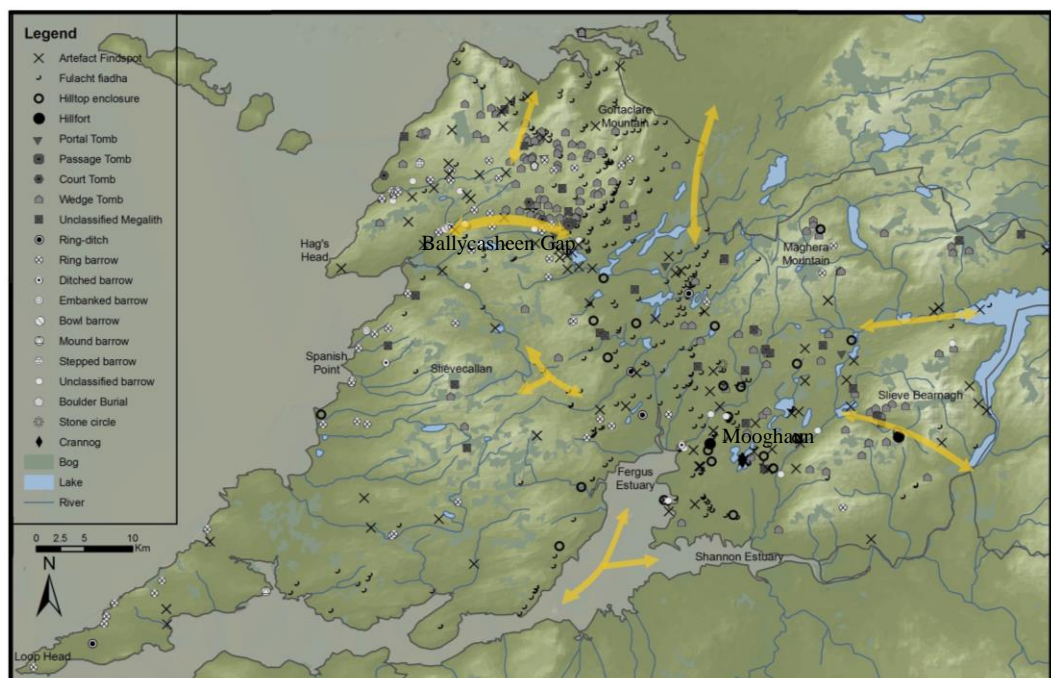 Legend
Artefact Findspot
Fulacht fiadha
Hilltop enclosure
Hillfort
Portal Tomb
Passage Tomb
Court Tomb
Wedge Tomb
Unclassified Megalith
Ring-ditch
Ring barrow
Ditched barrow
Embanked barrow
Bowl barrow
Mound barrow
Stepped barrow
Unclassified barrow
Boulder Burial
Stone circle
Crannog
Bog
Lake
River
0 2.5 5 10
Km
N
Gortaclare
Mountain
Ballycasheen Gap
Hag's
Head
Maghera
Mountain
Spanish
Point
Slievecallan
Slieve Bearnagh
Mooghaun
Fergus
Estuary
Shannon Estuary
Loop Head